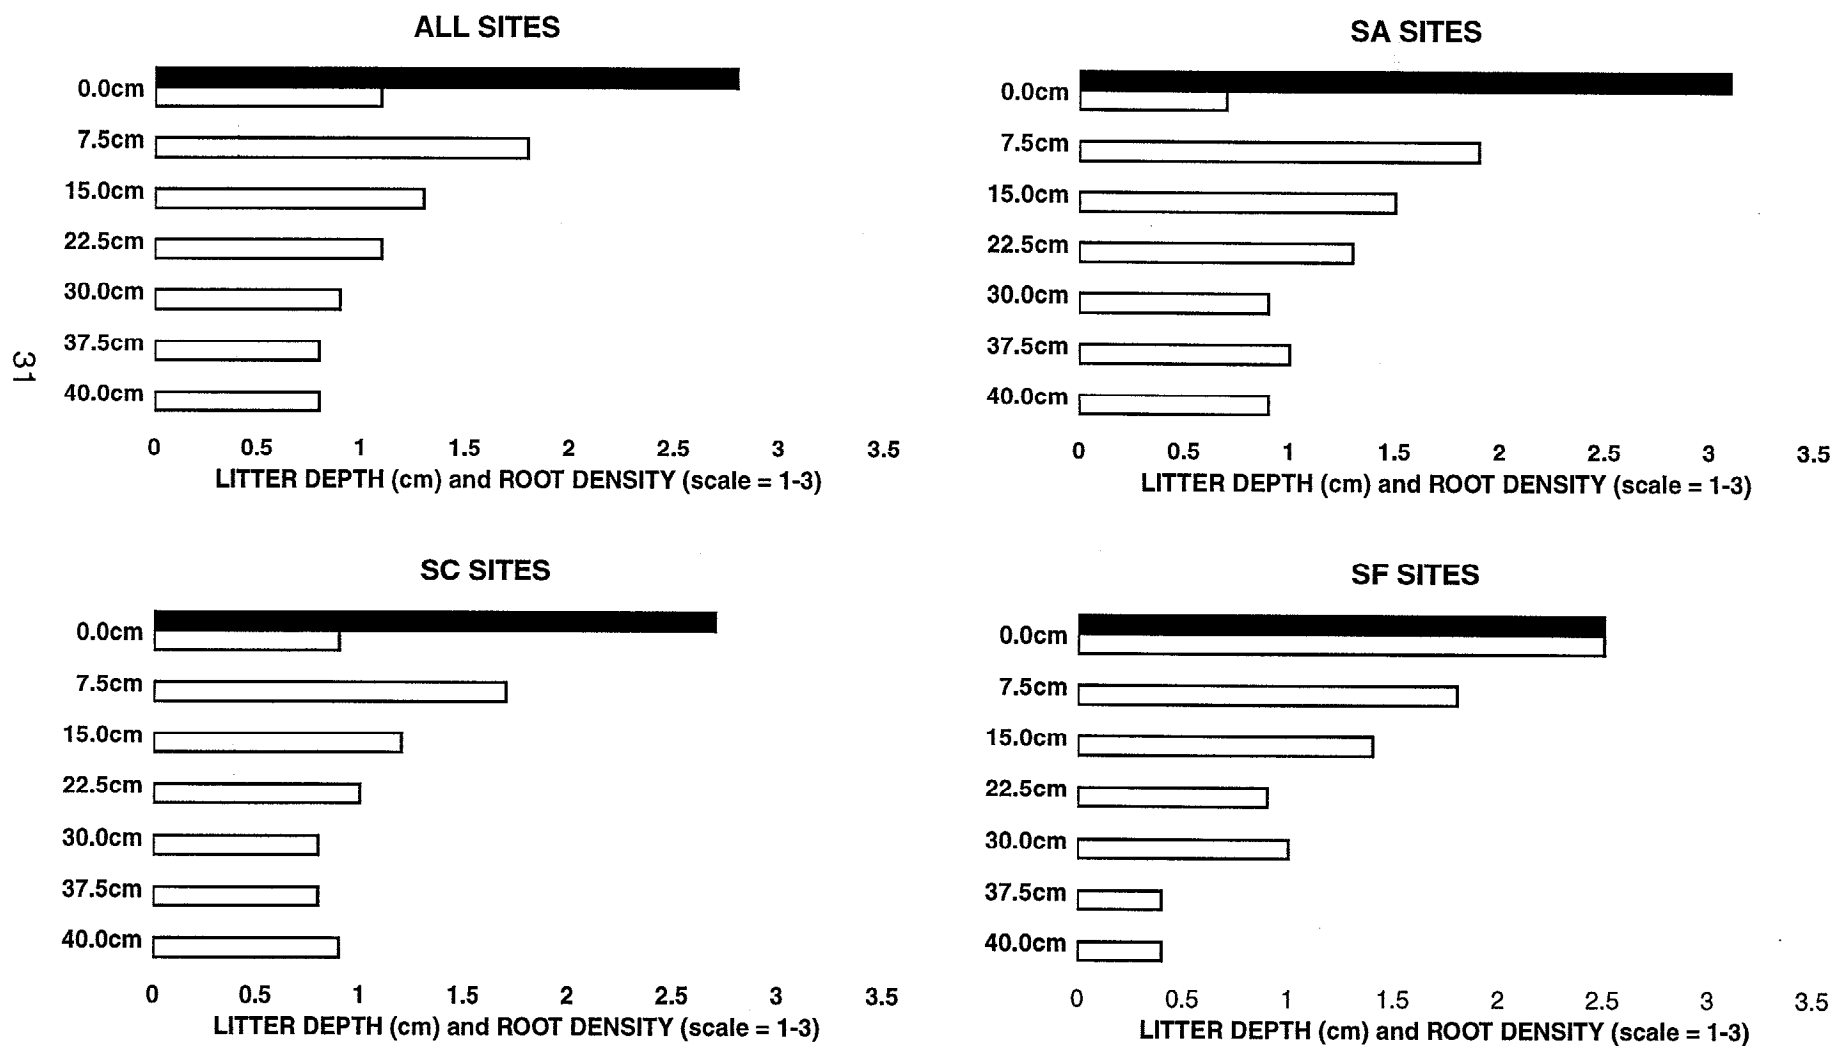 ALL SITES
0.0cm
7.5cm
15.0cm
22.5cm
30.0cm
37.5cm
40.0cm
0 0.5 1 1.5 2 2.5 3 3.5
LITTER DEPTH (cm) and ROOT DENSITY (scale = 1-3)
SA SITES
0.0cm
7.5cm
15.0cm
22.5cm
30.0cm
37.5cm
40.0cm
0 0.5 1 1.5 2 2.5 3 3.5
LITTER DEPTH (cm) and ROOT DENSITY (scale = 1-3)
31
SC SITES
0.0cm
7.5cm
15.0cm
22.5cm
30.0cm
37.5cm
40.0cm
0 0.5 1 1.5 2 2.5 3 3.5
LITTER DEPTH (cm) and ROOT DENSITY (scale = 1-3)
SF SITES
0.0cm
7.5cm
15.0cm
22.5cm
30.0cm
37.5cm
40.0cm
0 0.5 1 1.5 2 2.5 3 3.5
LITTER DEPTH (cm) and ROOT DENSITY (scale = 1-3)